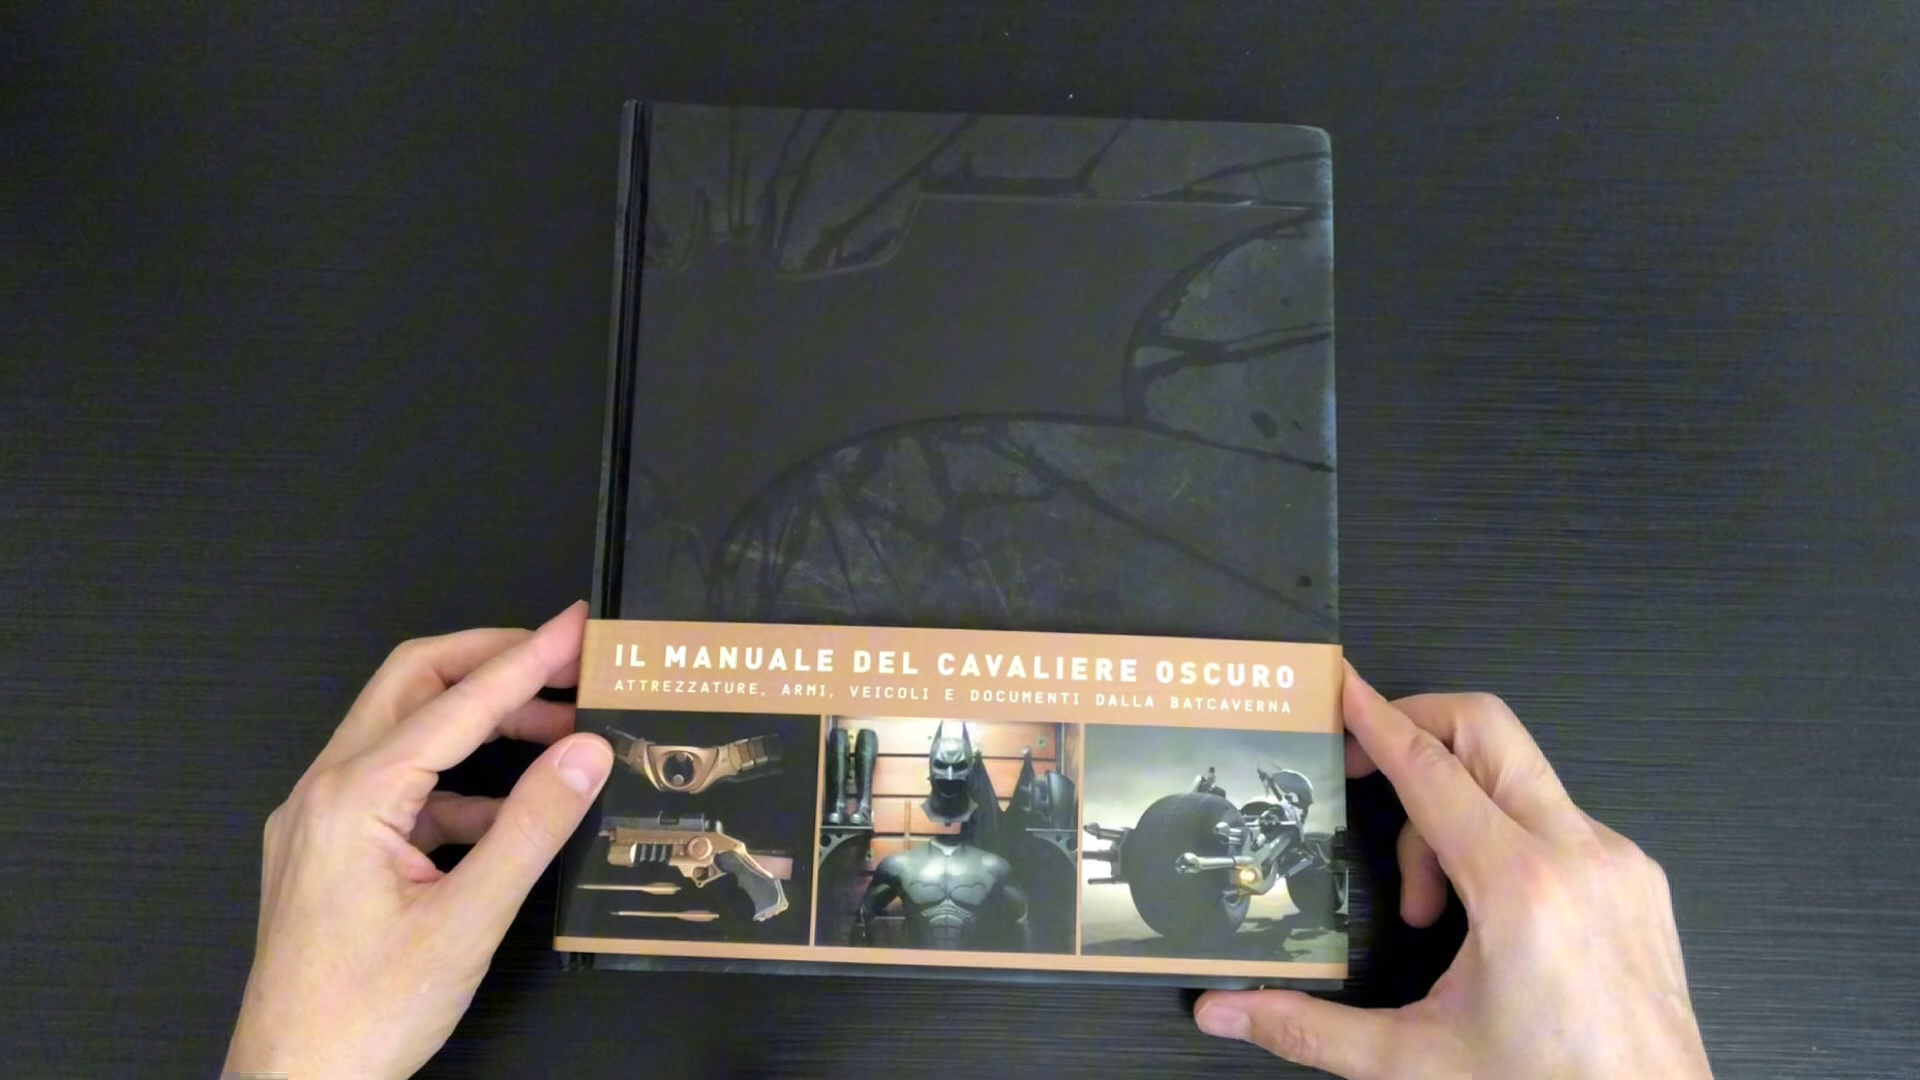 IL MANUALE DEL CAVALIERE OSCURO
ATTREZZATURE, ARMI, VEICOLI E DOCUMENTI DALLA BATCAVERNA